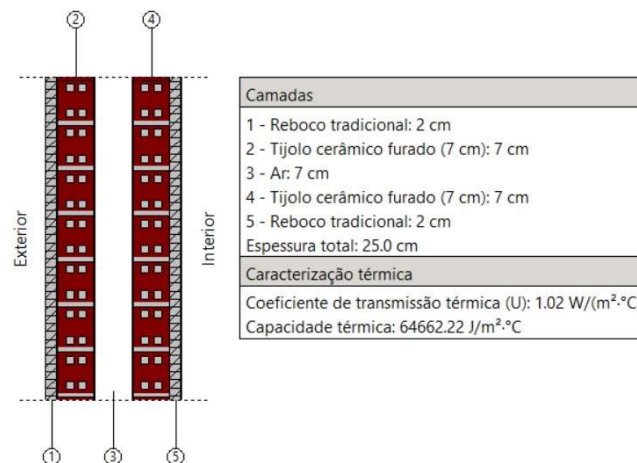 2
4
Exterior
Interior
1
3
5
Camadas
1 - Reboco tradicional: 2 cm
2 - Tijolo cerâmico furado (7 cm): 7 cm
3 - Ar: 7 cm
4 - Tijolo cerâmico furado (7 cm): 7 cm
5 - Reboco tradicional: 2 cm
Espessura total: 25.0 cm
Caracterização térmica
Coeficiente de transmissão térmica (U): 1.02 W/(m²·°C
Capacidade térmica: 64662.22 J/m²·°C